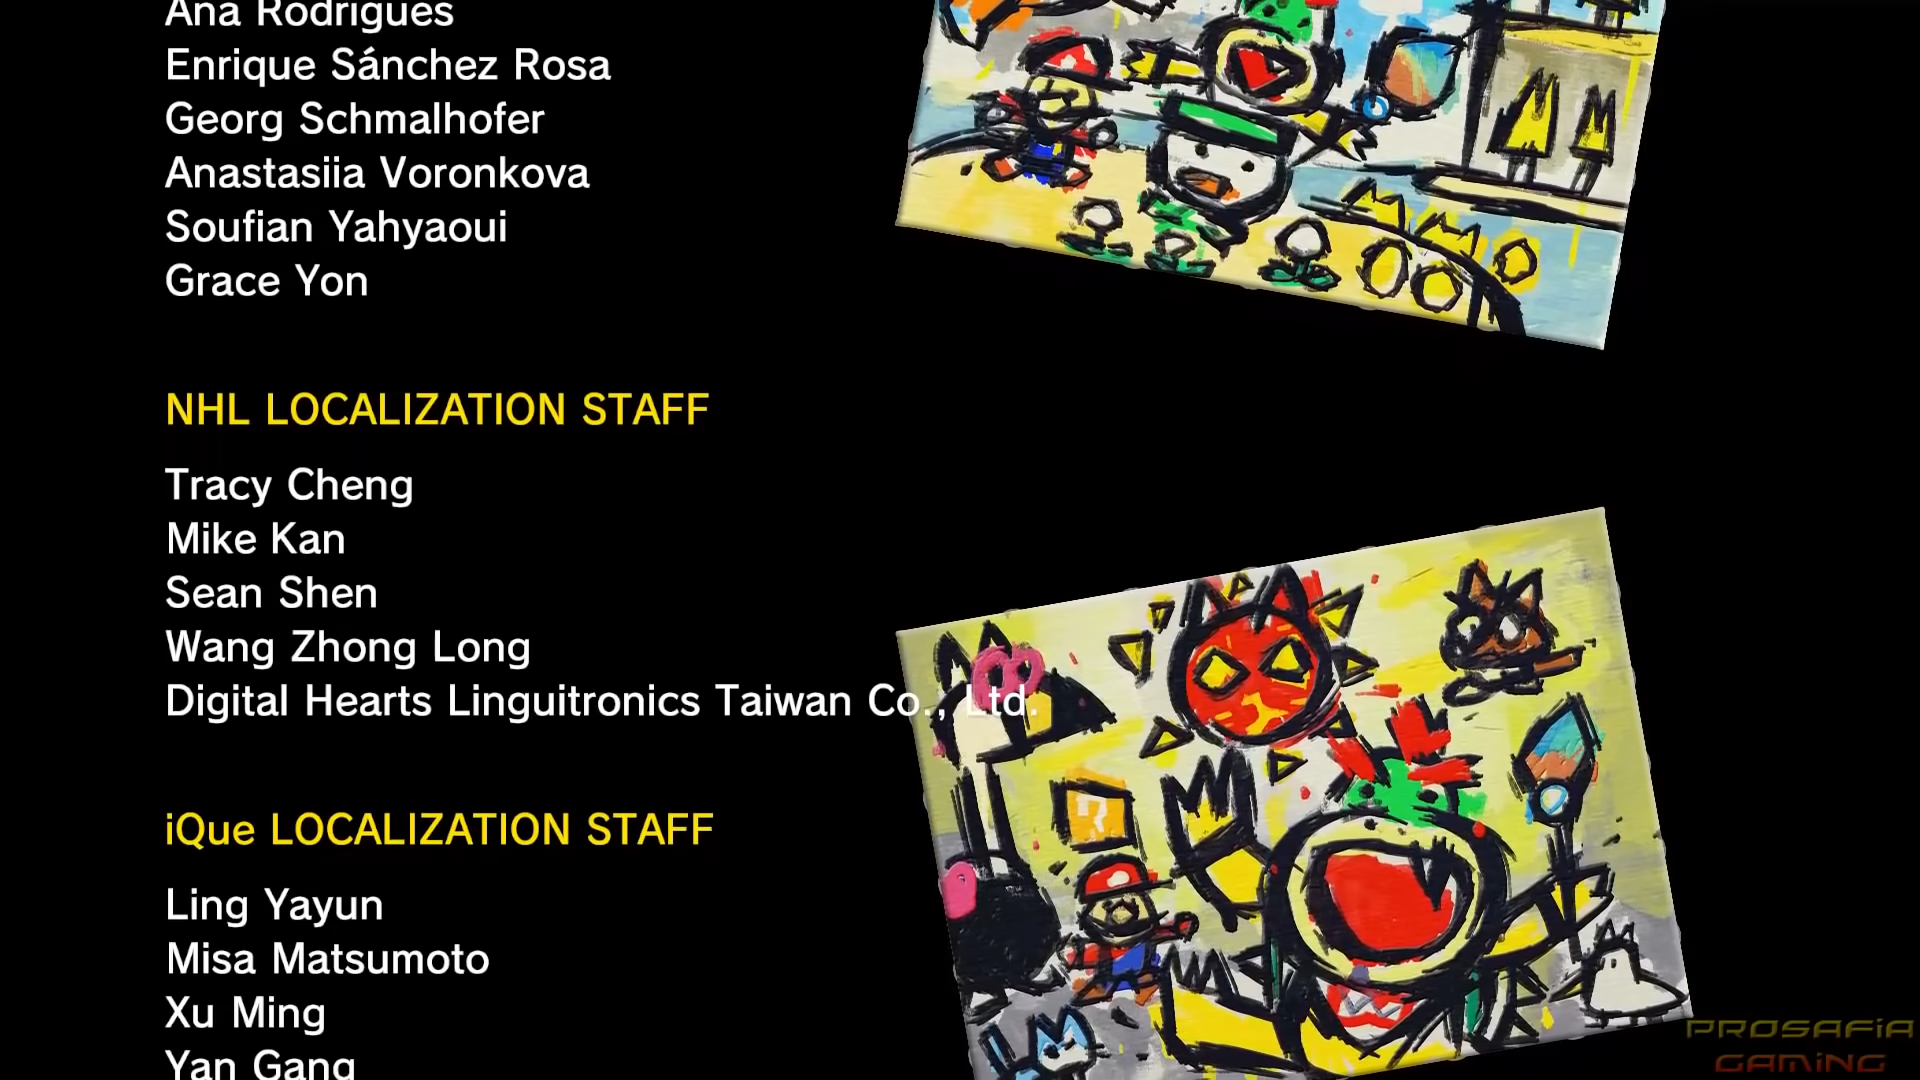 Ana Rodrigues
Enrique Sánchez Rosa
Georg Schmalhofer
Anastasiia Voronkova
Soufian Yahyaoui
Grace Yon
NHL LOCALIZATION STAFF
Tracy Cheng
Mike Kan
Sean Shen
Wang Zhong Long
Digital Hearts Linguitronics Taiwan Co., Ltd.
iQue LOCALIZATION STAFF
Ling Yayun
Misa Matsumoto
Xu Ming
Yan Gang
?
PROSAFiA
GAMiNG